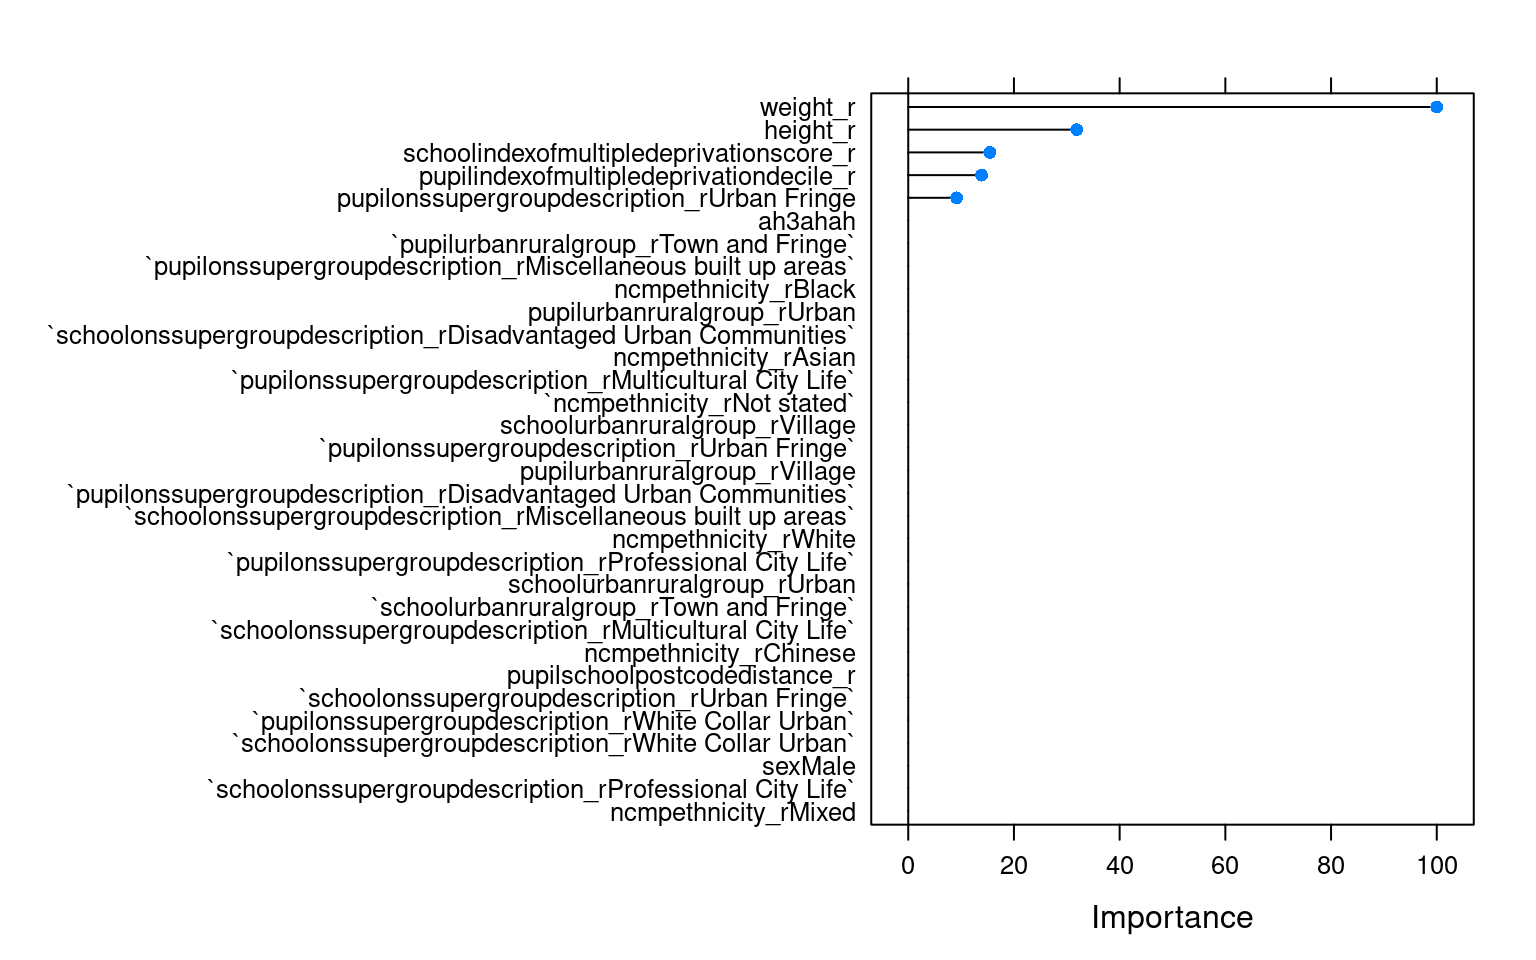 weight_r
height_r
schoolindexofmultipledeprivationscore_r
pupilindexofmultipledeprivationdecile_r
pupilonssupergroupdescription_rUrban Fringe
ah3ahah
`pupilurbanruralgroup_rTown and Fringe`
`pupilonssupergroupdescription_rMiscellaneous built up areas`
ncmpethnicity_rBlack
pupilurbanruralgroup_rUrban
`schoolonssupergroupdescription_rDisadvantaged Urban Communities`
ncmpethnicity_rAsian
`pupilonssupergroupdescription_rMulticultural City Life`
`ncmpethnicity_rNot stated`
schoolurbanruralgroup_rVillage
`pupilonssupergroupdescription_rUrban Fringe`
pupilurbanruralgroup_rVillage
`pupilonssupergroupdescription_rDisadvantaged Urban Communities`
`schoolonssupergroupdescription_rMiscellaneous built up areas`
ncmpethnicity_rWhite
`pupilonssupergroupdescription_rProfessional City Life`
schoolurbanruralgroup_rUrban
`schoolurbanruralgroup_rTown and Fringe`
`schoolonssupergroupdescription_rMulticultural City Life`
ncmpethnicity_rChinese
pupilschoolpostcodedistance_r
`schoolonssupergroupdescription_rUrban Fringe`
`pupilonssupergroupdescription_rWhite Collar Urban`
`schoolonssupergroupdescription_rWhite Collar Urban`
sexMale
`schoolonssupergroupdescription_rProfessional City Life`
ncmpethnicity_rMixed
0 20 40 60 80 100
Importance